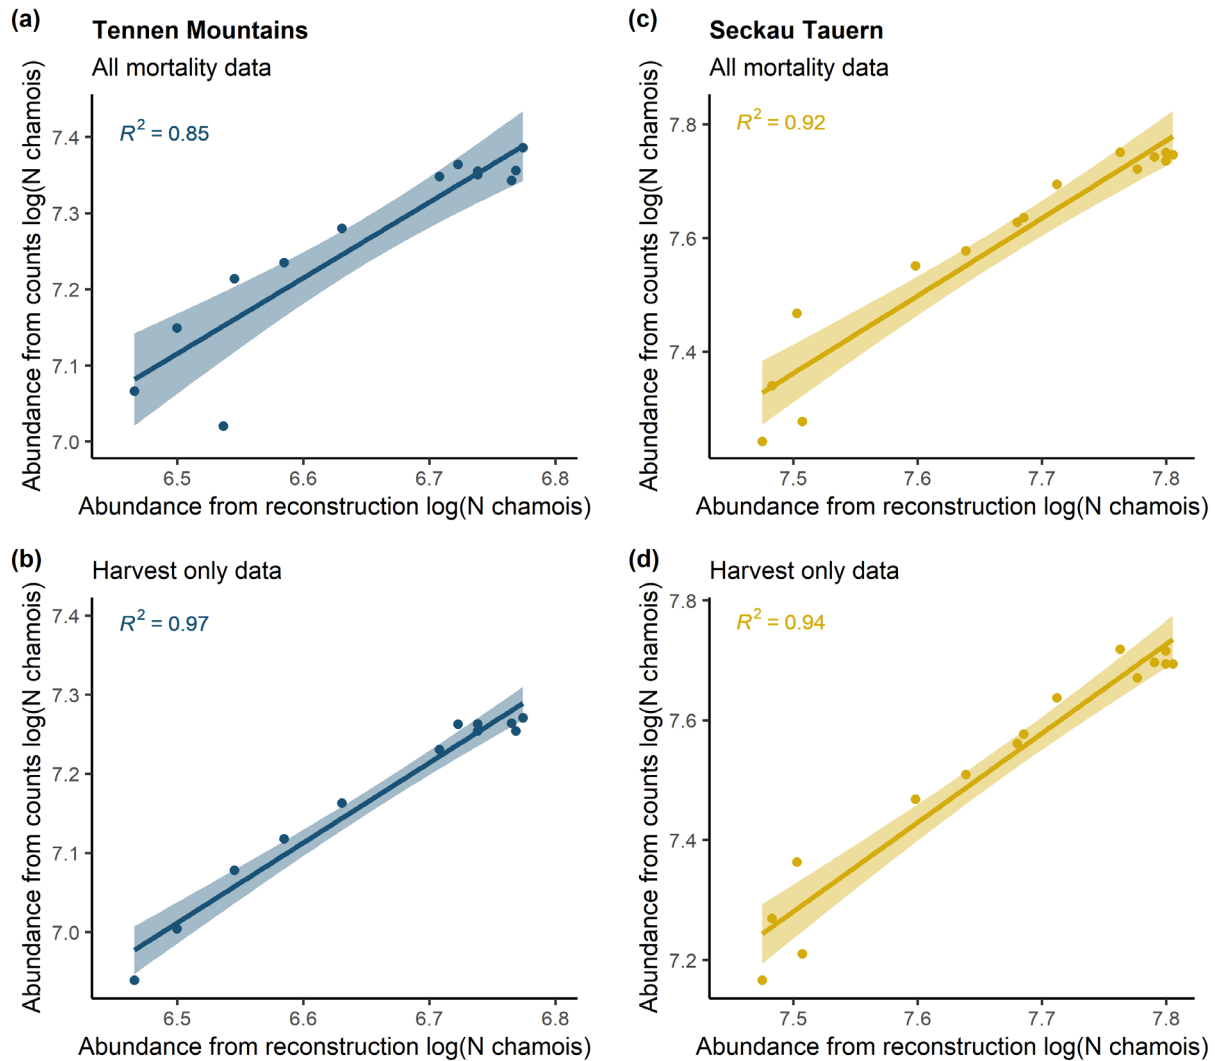 (a)
Tennen Mountains
All mortality data
R² = 0.85
7.4
7.3
7.2
7.1
7.0
Abundance from counts log(N chamois)
6.5 6.6 6.7 6.8
Abundance from reconstruction log(N chamois)
(b)
Harvest only data
R² = 0.97
7.4
7.3
7.2
7.1
7.0
Abundance from counts log(N chamois)
6.5 6.6 6.7 6.8
Abundance from reconstruction log(N chamois)
(c)
Seckau Tauern
All mortality data
R² = 0.92
7.8
7.6
7.4
Abundance from counts log(N chamois)
7.5 7.6 7.7 7.8
Abundance from reconstruction log(N chamois)
(d)
Harvest only data
R² = 0.94
7.8
7.6
7.4
7.2
Abundance from counts log(N chamois)
7.5 7.6 7.7 7.8
Abundance from reconstruction log(N chamois)